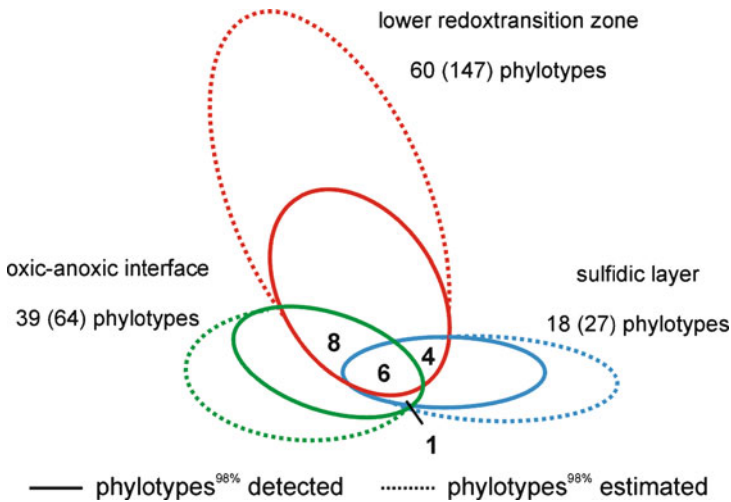 lower redoxtransition zone
60 (147) phylotypes
oxic-anoxic interface
39 (64) phylotypes
sulfidic layer
18 (27) phylotypes
8
4
6
1
phylotypes98% detected
phylotypes98% estimated